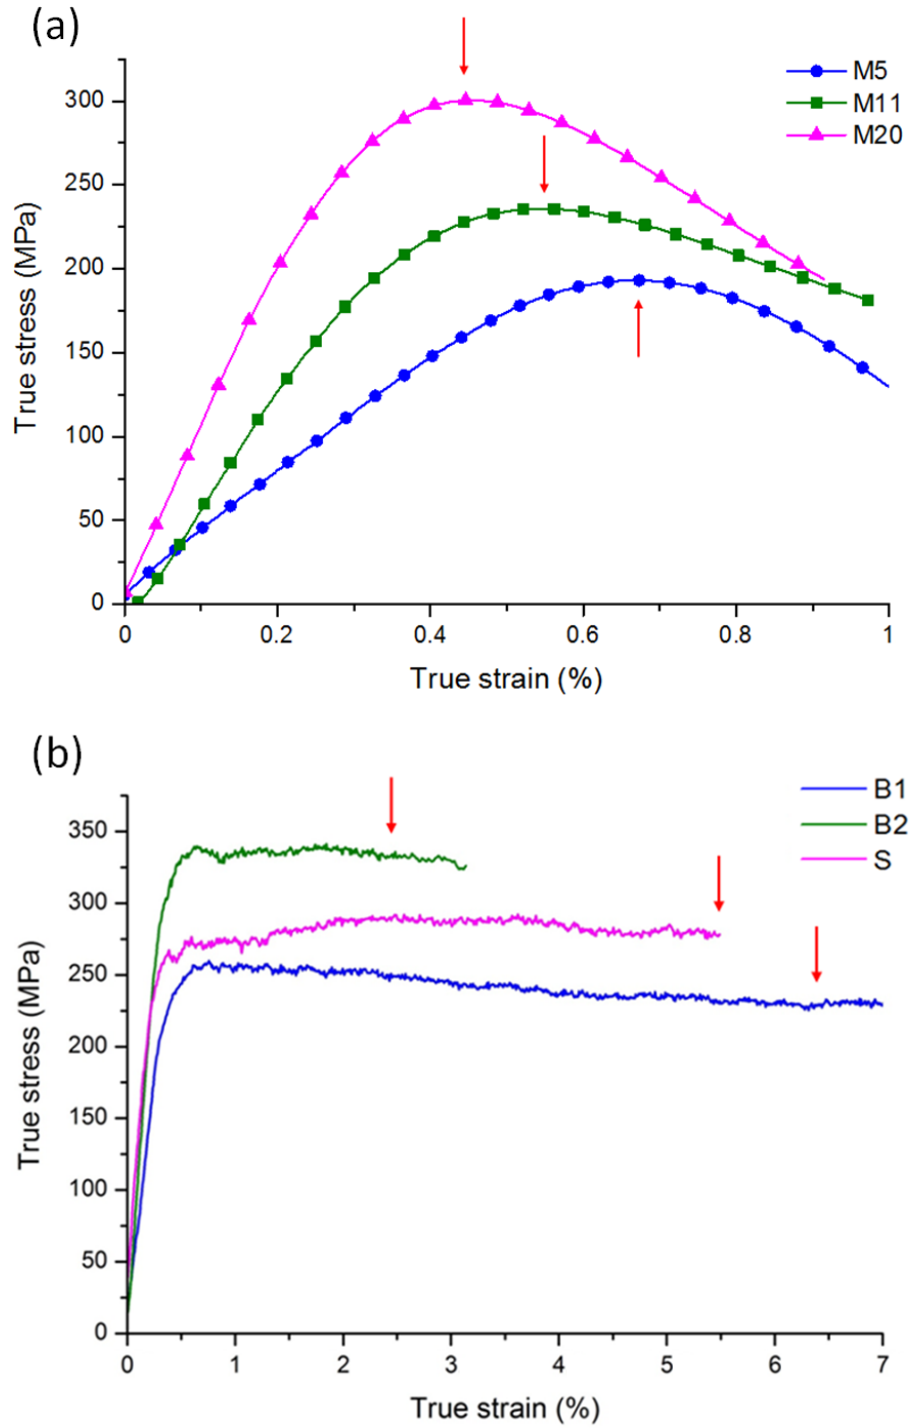 (a)
M5
M11
M20
300
250
200
150
100
50
0
True stress (MPa)
0 0.2 0.4 0.6 0.8 1
True strain (%)
(b)
B1
B2
S
350
300
250
200
150
100
50
0
True stress (MPa)
0 1 2 3 4 5 6 7
True strain (%)